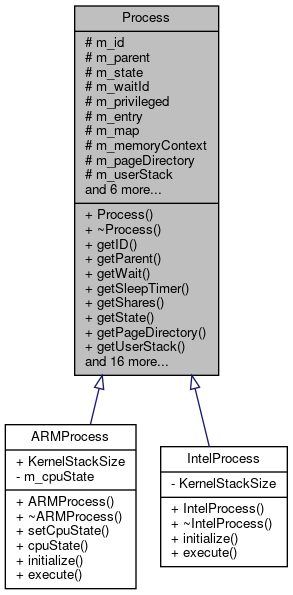 Process
# m_id
# m_parent
# m_state
# m_waitId
# m_privileged
# m_entry
# m_map
# m_memoryContext
# m_pageDirectory
# m_userStack
and 6 more...
+ Process()
+ ~Process()
+ getID()
+ getParent()
+ getWait()
+ getSleepTimer()
+ getShares()
+ getState()
+ getPageDirectory()
+ getUserStack()
and 16 more...
ARMProcess
+ KernelStackSize
- m_cpuState
+ ARMProcess()
+ ~ARMProcess()
+ setCpuState()
+ cpuState()
+ initialize()
+ execute()
IntelProcess
- KernelStackSize
+ IntelProcess()
+ ~IntelProcess()
+ initialize()
+ execute()